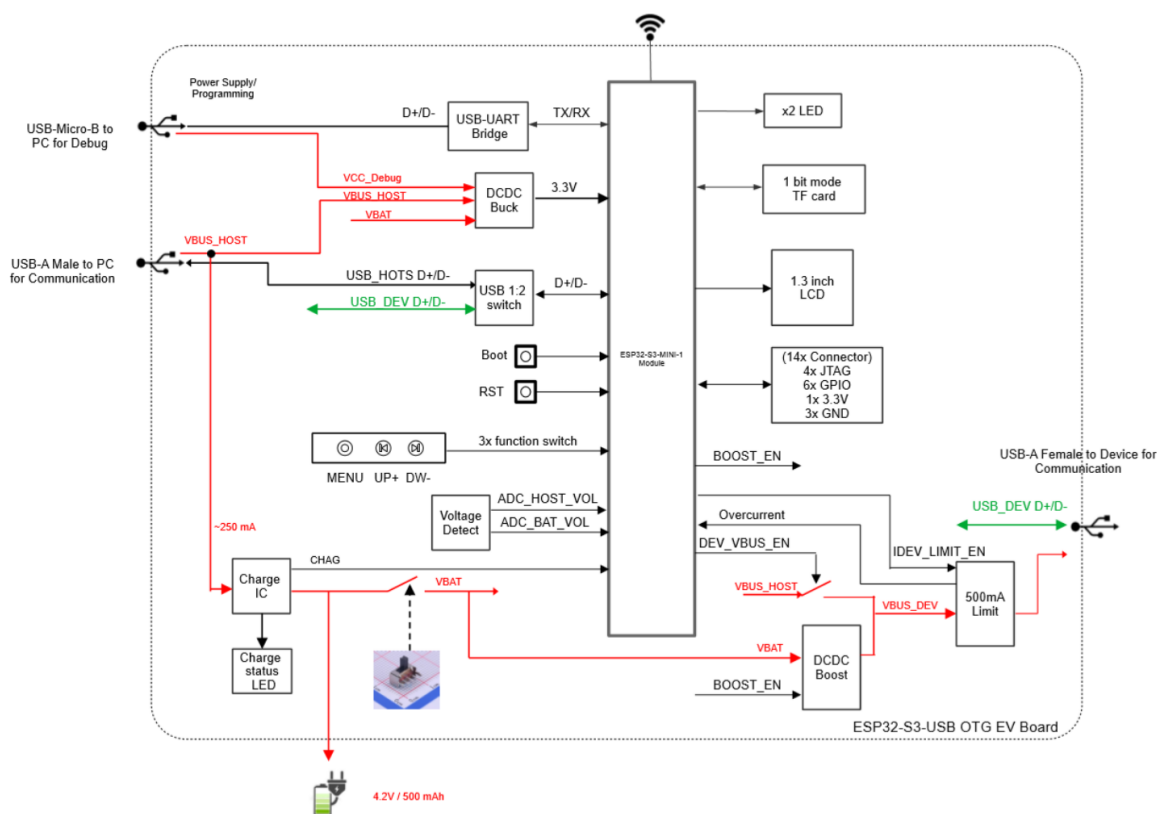 Power Supply/
Programming
USB-Micro-B to
PC for Debug
D+/D-
USB-UART
Bridge
TX/RX
x2 LED
VCC_Debug
VBUS_HOST
VBAT
DCDC
Buck
3.3V
1 bit mode
TF card
VBUS_HOST
USB-A Male to PC
for Communication
USB_HOTS D+/D-
USB_DEV D+/D-
USB 1:2
switch
D+/D-
1.3 inch
LCD
Boot
RST
ESP32-S3-MINI-1
Module
(14x Connector)
4x JTAG
6x GPIO
1x 3.3V
3x GND
3x function switch
MENU UP+ DW-
BOOST_EN
USB-A Female to Device for
Communication
Voltage
Detect
ADC_HOST_VOL
ADC_BAT_VOL
Overcurrent
DEV_VBUS_EN
IDEV_LIMIT_EN
USB_DEV D+/D-
~250 mA
CHAG
Charge
IC
VBAT
VBUS_HOST
VBUS_DEV
500mA
Limit
Charge
status
LED
VBAT
DCDC
Boost
BOOST_EN
ESP32-S3-USB OTG EV Board
4.2V / 500 mAh